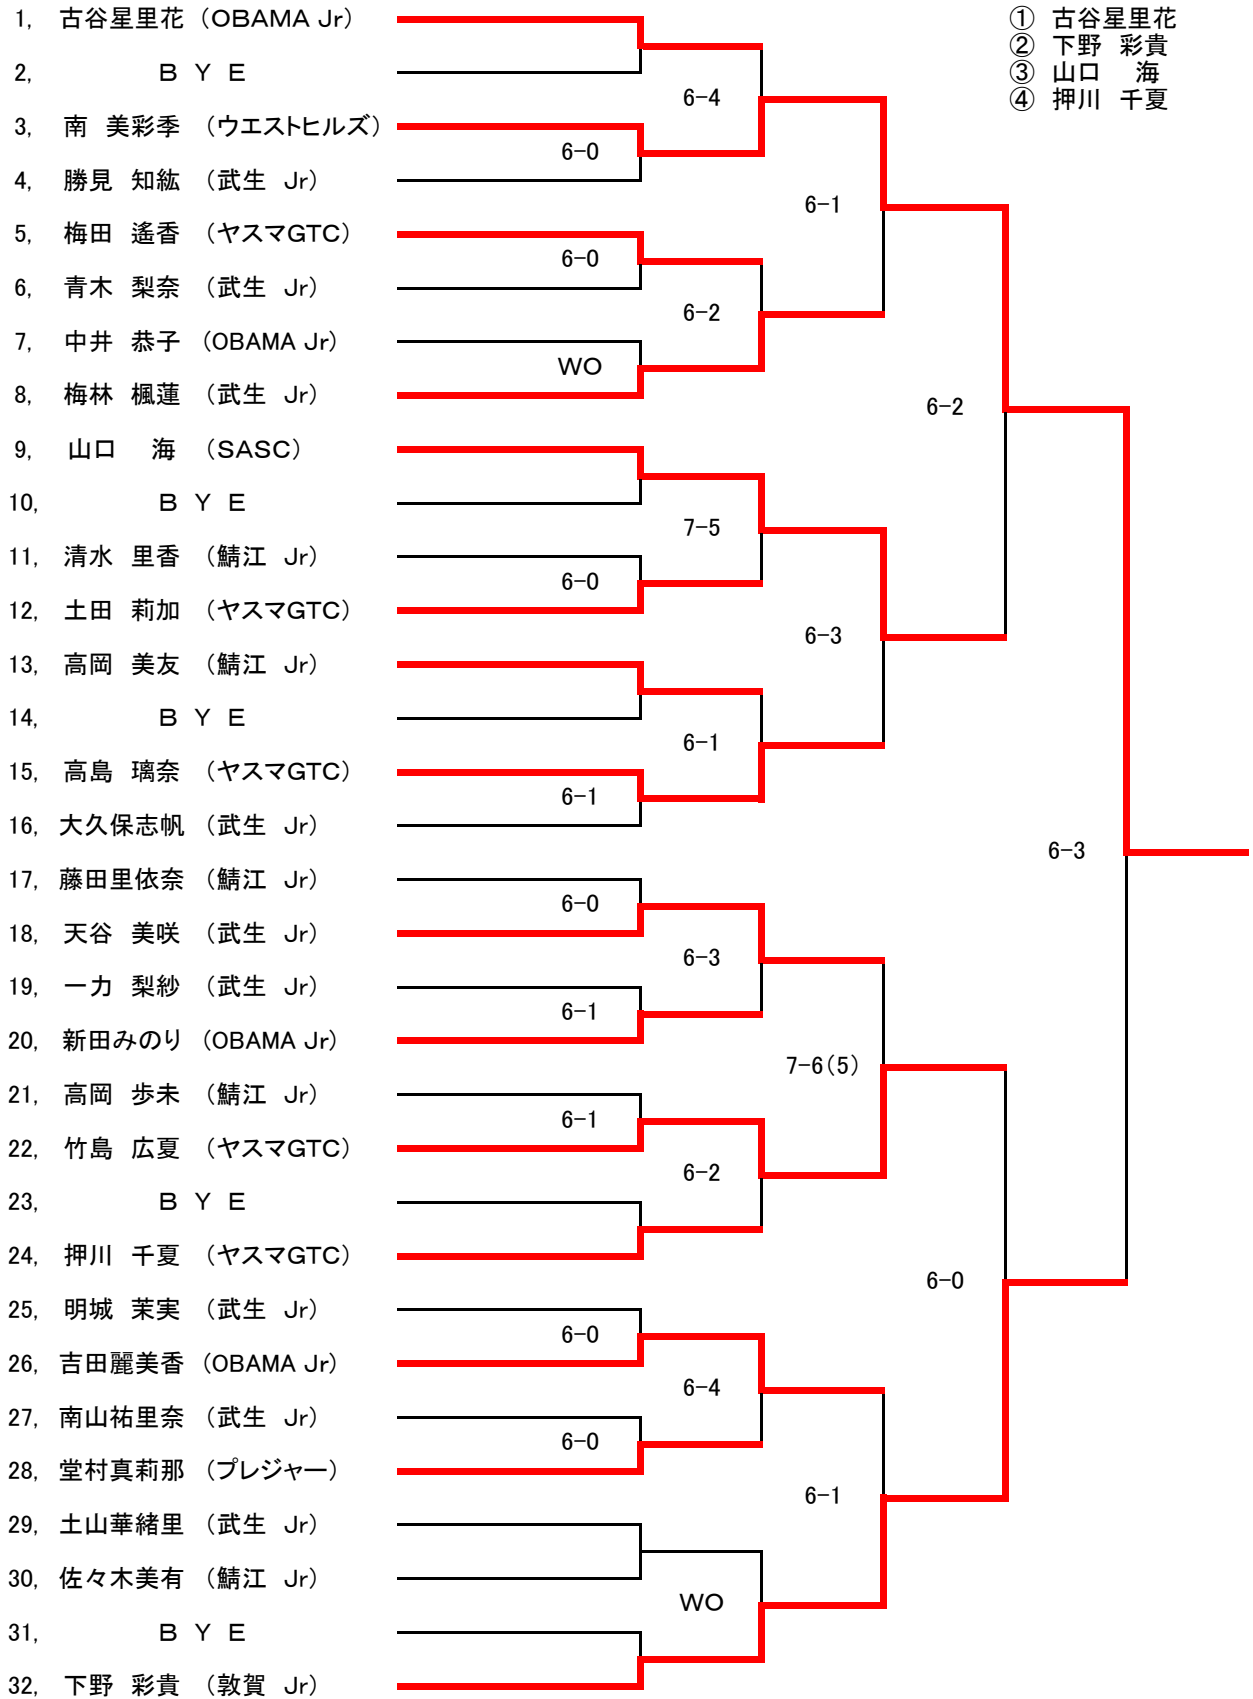 1, 古谷星里花 (OBAMA Jr)
2, B Y E
3, 南 美彩季 (ウエストヒルズ)
4, 勝見 知紘 (武生 Jr)
5, 梅田 遙香 (ヤスマGTC)
6, 青木 梨奈 (武生 Jr)
7, 中井 恭子 (OBAMA Jr)
8, 梅林 楓蓮 (武生 Jr)
9, 山口 海 (SASC)
10, B Y E
11, 清水 里香 (鯖江 Jr)
12, 土田 莉加 (ヤスマGTC)
13, 高岡 美友 (鯖江 Jr)
14, B Y E
15, 高島 璃奈 (ヤスマGTC)
16, 大久保志帆 (武生 Jr)
17, 藤田里依奈 (鯖江 Jr)
18, 天谷 美咲 (武生 Jr)
19, 一力 梨紗 (武生 Jr)
20, 新田みのり (OBAMA Jr)
21, 高岡 歩未 (鯖江 Jr)
22, 竹島 広夏 (ヤスマGTC)
23, B Y E
24, 押川 千夏 (ヤスマGTC)
25, 明城 茉実 (武生 Jr)
26, 吉田麗美香 (OBAMA Jr)
27, 南山祐里奈 (武生 Jr)
28, 堂村真莉那 (プレジャー)
29, 土山華緒里 (武生 Jr)
30, 佐々木美有 (鯖江 Jr)
31, B Y E
32, 下野 彩貴 (敦賀 Jr)
6-0
6-0
WO
6-0
6-1
6-0
6-1
6-1
6-0
6-0
6-4
6-2
7-5
6-1
6-3
6-2
6-4
WO
6-1
6-3
7-6(5)
6-1
6-2
6-0
6-3
① 古谷星里花
② 下野 彩貴
③ 山口 海
④ 押川 千夏